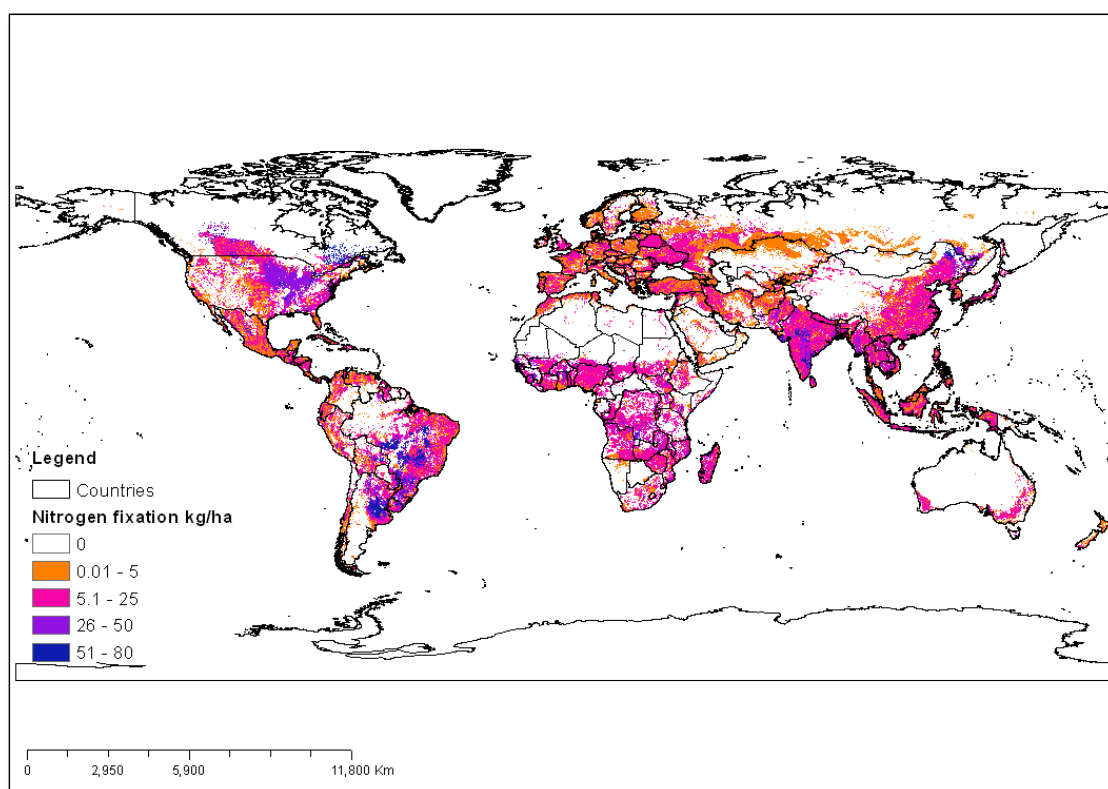 Legend
Countries
Nitrogen fixation kg/ha
0
0.01 - 5
5.1 - 25
26 - 50
51 - 80
0 2,950 5,900 11,800 Km